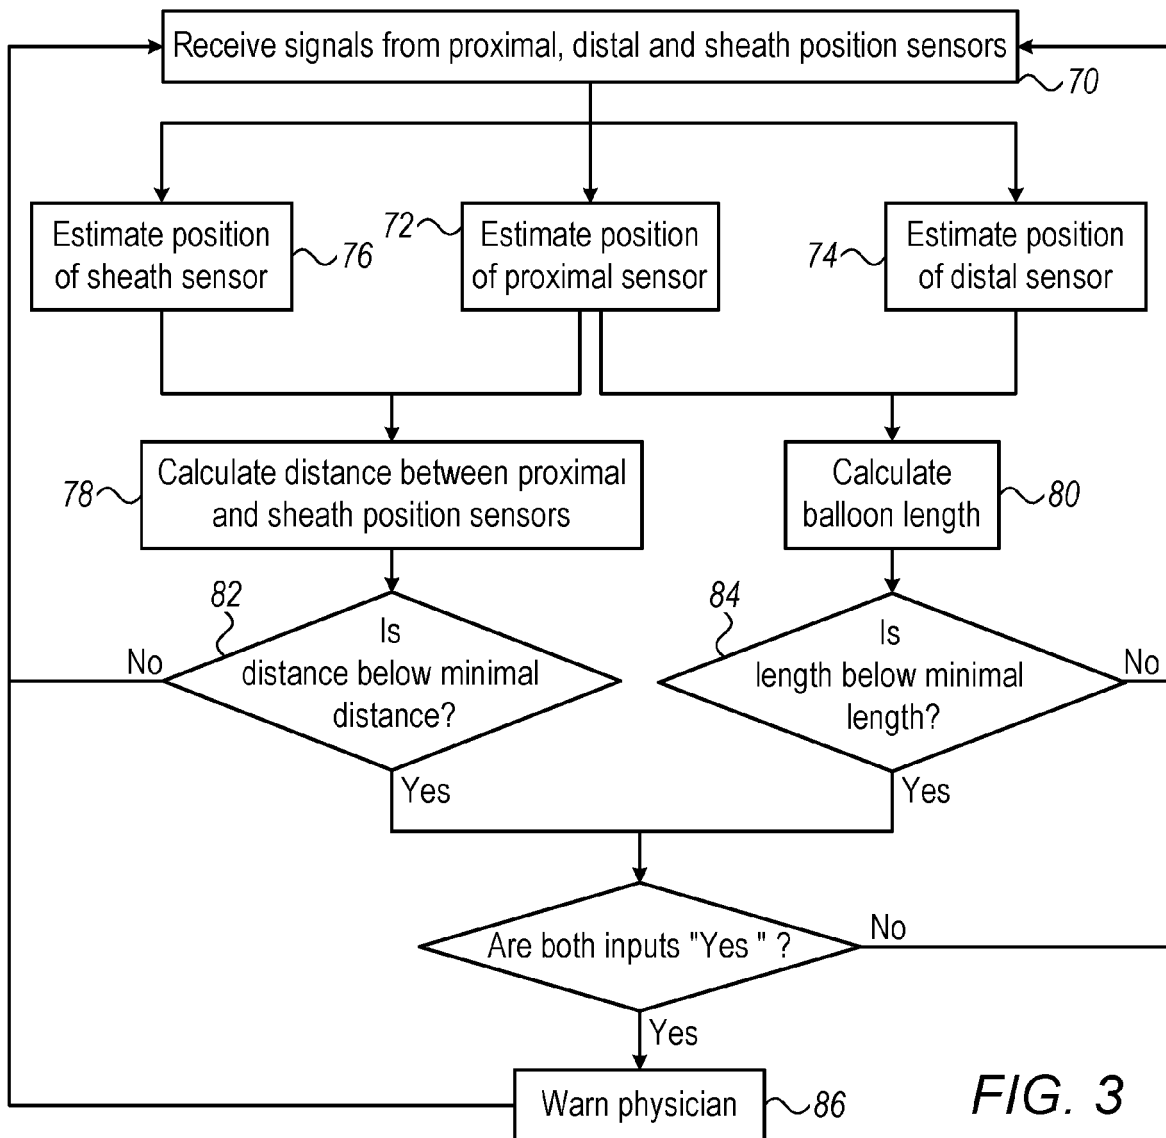 Receive signals from proximal, distal and sheath position sensors
70
Estimate position
of sheath sensor
76
72
Estimate position
of proximal sensor
74
Estimate position
of distal sensor
78
Calculate distance between proximal
and sheath position sensors
Calculate
balloon length
80
82
Is
distance below minimal
distance?
No
Yes
84
Is
length below minimal
length?
No
Yes
Are both inputs "Yes " ?
No
Yes
Warn physician
86
FIG. 3